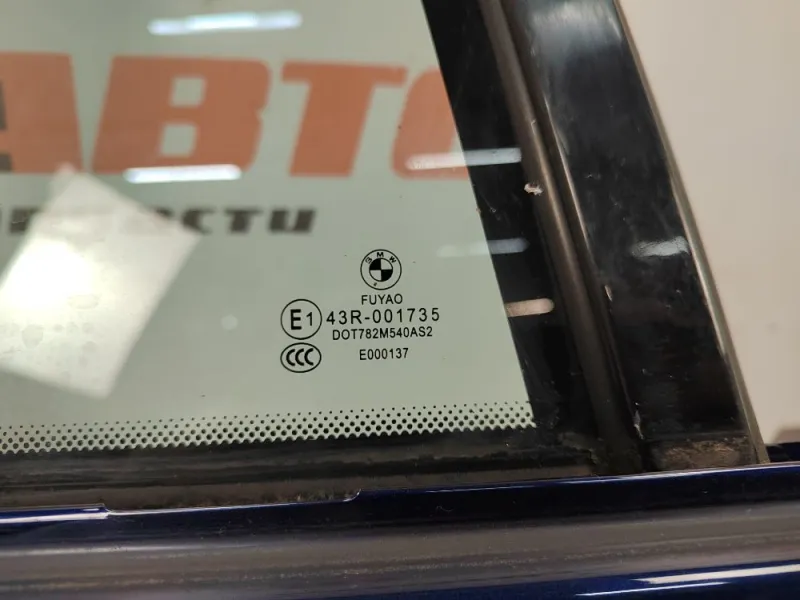 АВТО
BMW
FUYAO
E1 43R-001735
DOT782M540AS2
CCC E000137